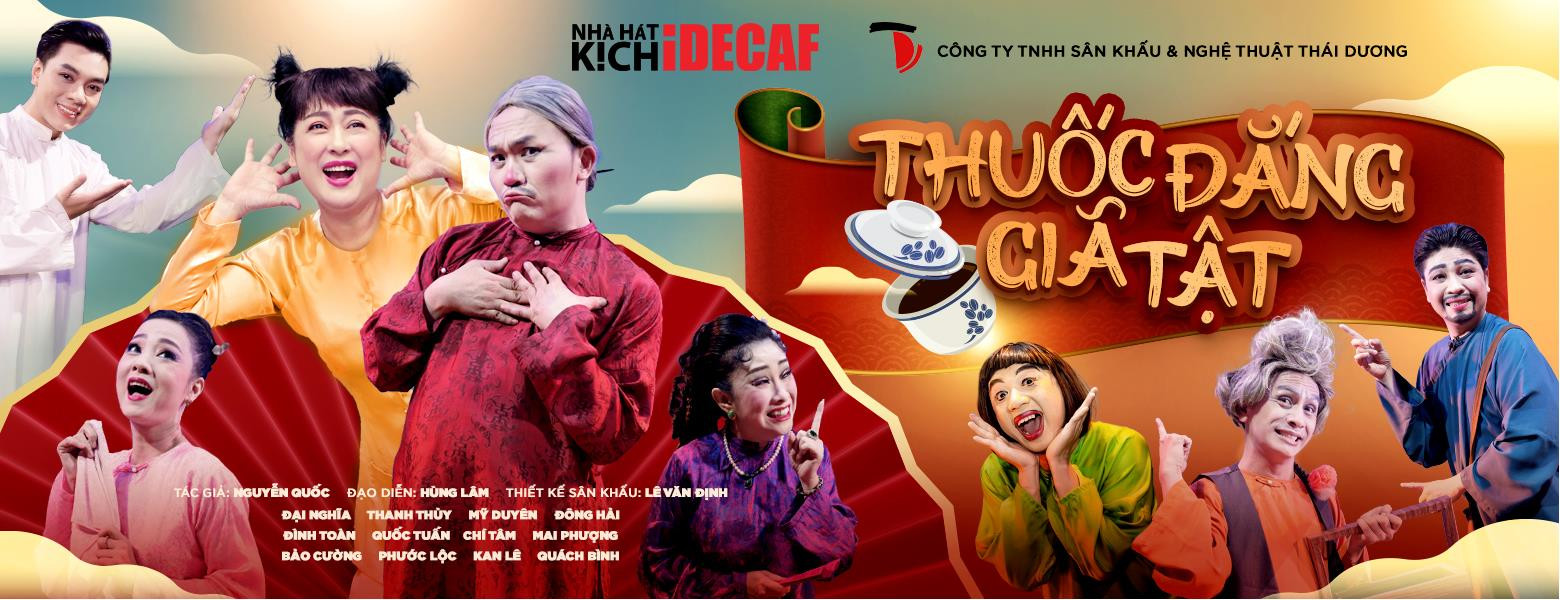 NHÀ HÁT
KỊCH iDECAF
CÔNG TY TNHH SÂN KHẤU & NGHỆ THUẬT THÁI DƯƠNG
THUỐC ĐẮNG
GIÃ TẬT
TÁC GIẢ: NGUYỄN QUỐC ĐẠO DIỄN: HÙNG LÂM THIẾT KẾ SÂN KHẤU: LÊ VĂN ĐỊNH
ĐẠI NGHĨA THANH THỦY MỸ DUYÊN ĐÔNG HẢI
ĐÌNH TOÀN QUỐC TUẤN CHÍ TÂM MAI PHƯỢNG
BẢO CƯỜNG PHƯỚC LỘC KAN LÊ QUÁCH BÌNH